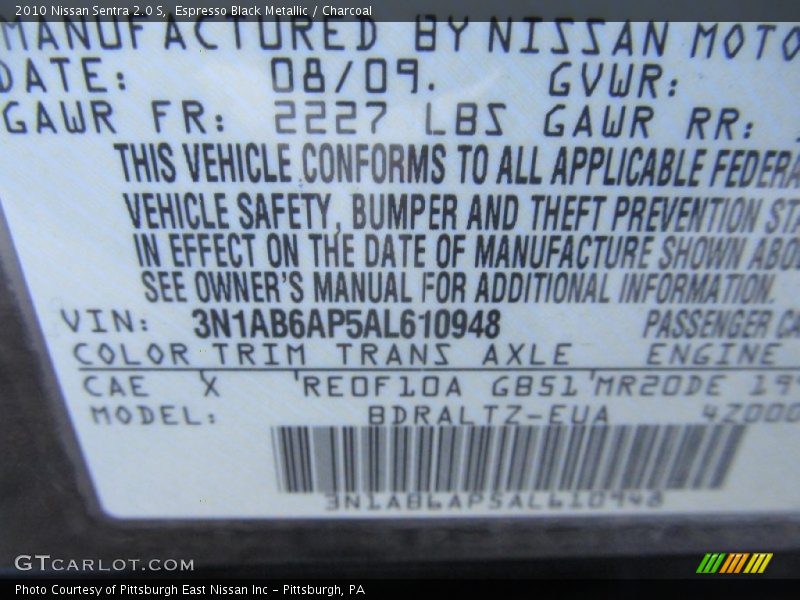 2010 Nissan Sentra 2.0 S, Espresso Black Metallic / Charcoal
MANUFACTURED BY NISSAN MOTO
DATE: 08/09. GVWR:
GAWR FR: 2227 LBS GAWR RR:
THIS VEHICLE CONFORMS TO ALL APPLICABLE FEDERA
VEHICLE SAFETY, BUMPER AND THEFT PREVENTION STA
IN EFFECT ON THE DATE OF MANUFACTURE SHOWN ABO
SEE OWNER'S MANUAL FOR ADDITIONAL INFORMATION.
VIN: 3N1AB6AP5AL610948 PASSENGER CA
COLOR TRIM TRANS AXLE ENGINE
CAE X 'RE0F10A GB51'MR20DE 19
MODEL: BDRALTZ-EUA 4Z000
3N1AB6AP5AL610948
GTCARLOT.COM
Photo Courtesy of Pittsburgh East Nissan Inc - Pittsburgh, PA